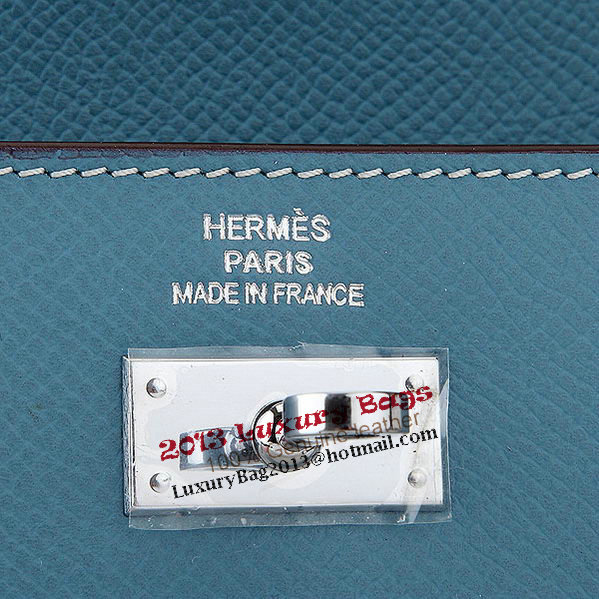 HERMÈS
PARIS
MADE IN FRANCE
2013 Luxury Bags
100% Genuine leather
LuxuryBag2013@hotmail.com